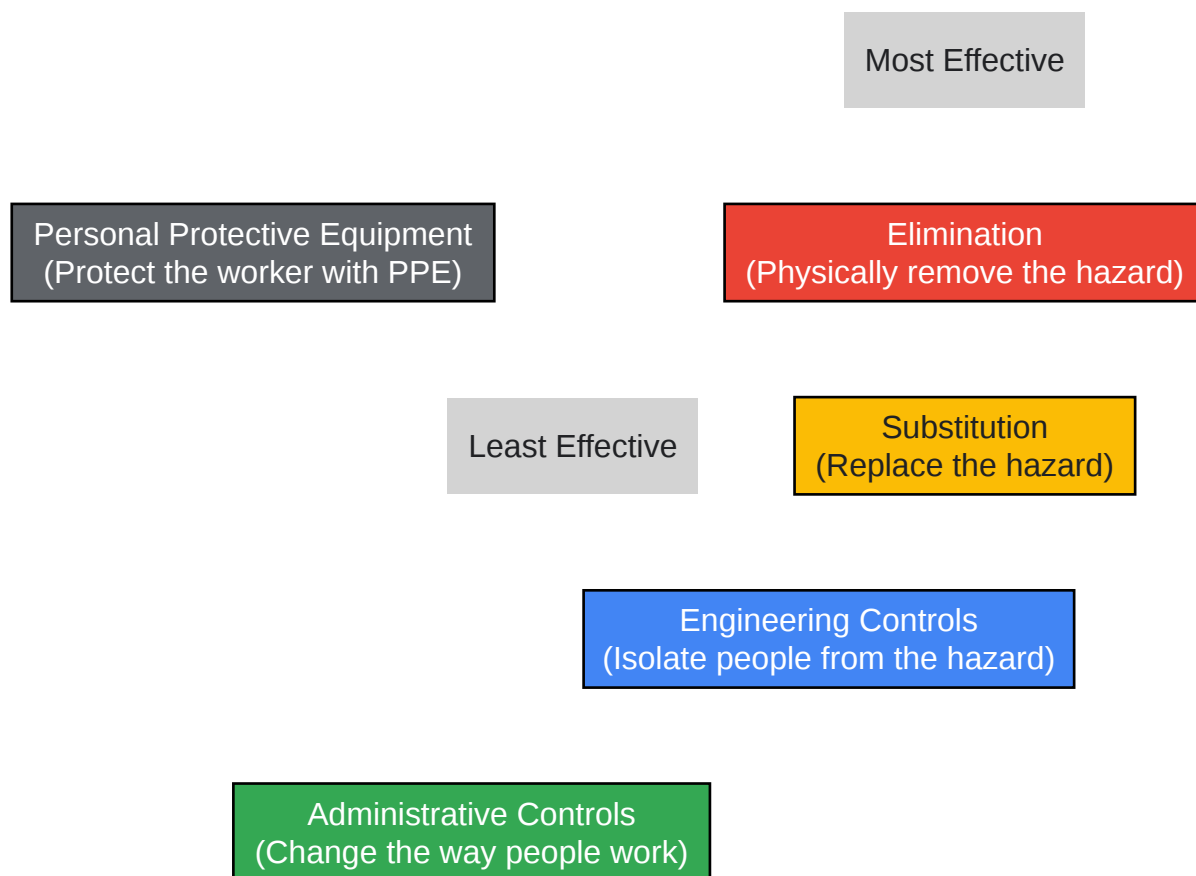 Most Effective
Personal Protective Equipment
(Protect the worker with PPE)
Elimination
(Physically remove the hazard)
Least Effective
Substitution
(Replace the hazard)
Engineering Controls
(Isolate people from the hazard)
Administrative Controls
(Change the way people work)